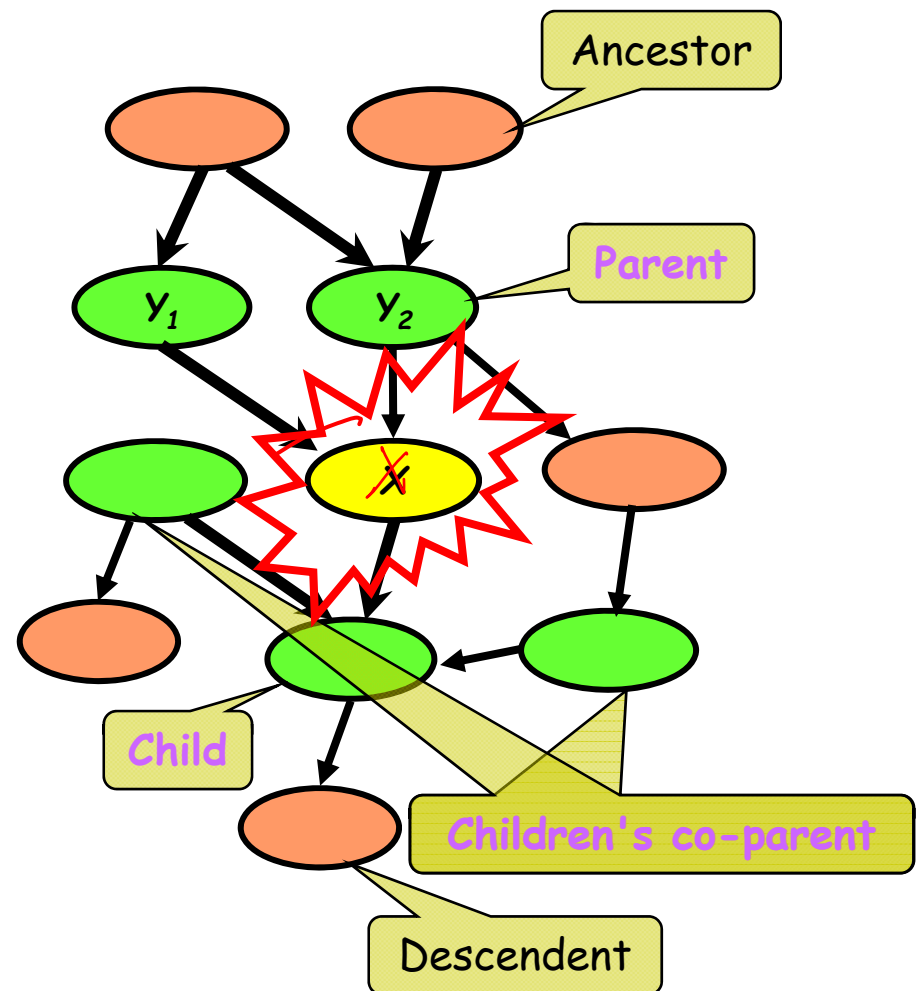 Ancestor
Parent
Y1
Y2
X
Child
Children's co-parent
Descendent